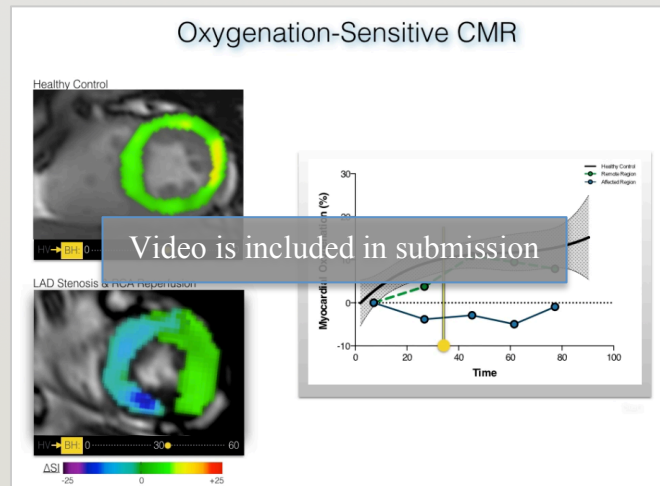 Oxygenation-Sensitive CMR
Healthy Control
HV BH: 0
LAD Stenosis & RCA Reperfusion
HV BH: 0 30 60
ΔSI
-25 0 +25
Video is included in submission
Healthy Control
Remote Region
Affected Region
Myocardial Oxygenation (%)
30
20
0
-10
0 20 40 60 80 100
Time